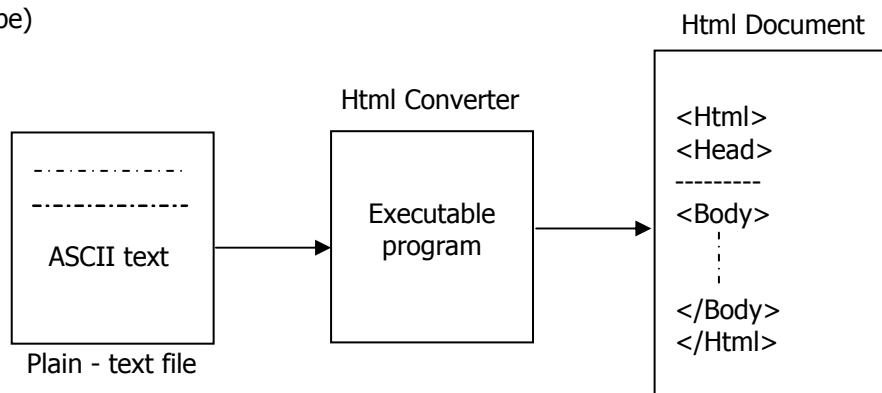 pe)
Html Document
Html Converter
<Html>
<Head>
---------
<Body>
</Body>
</Html>
Executable
program
ASCII text
Plain - text file